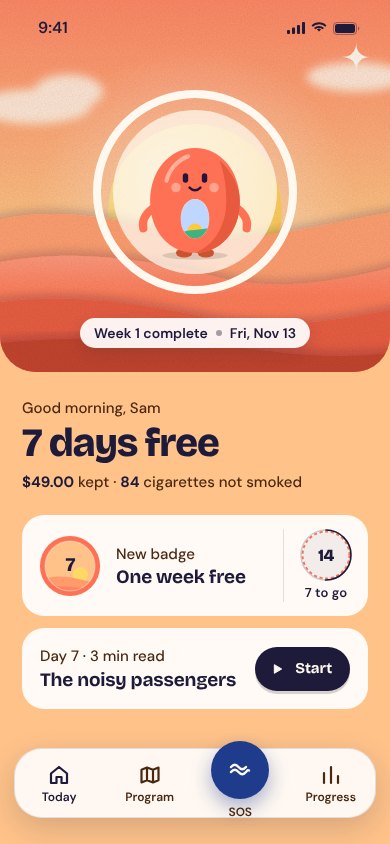 9:41
Week 1 complete • Fri, Nov 13
Good morning, Sam
7 days free
$49.00 kept · 84 cigarettes not smoked
7
New badge
One week free
14
7 to go
Day 7 · 3 min read
The noisy passengers
Start
Today
Program
SOS
Progress